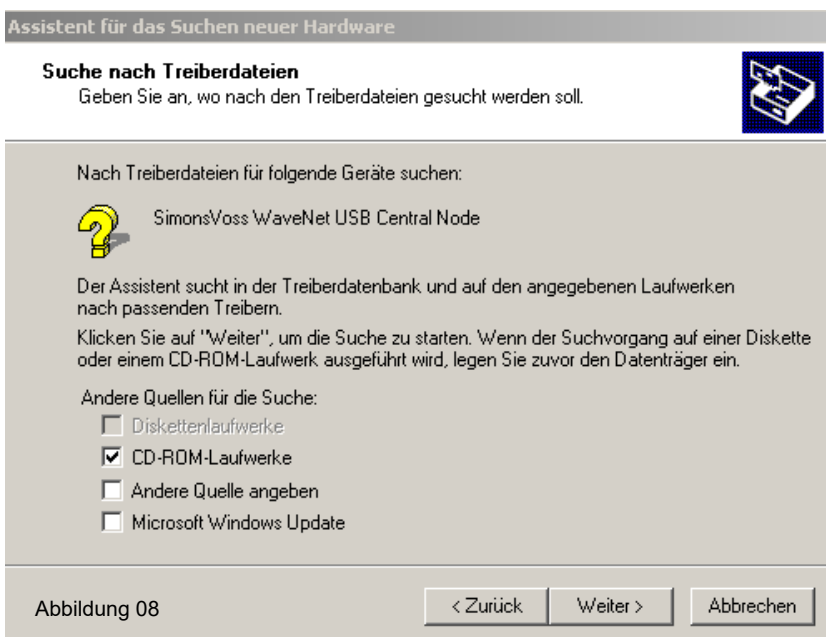 Assistent für das Suchen neuer Hardware
Suche nach Treiberdateien
Geben Sie an, wo nach den Treiberdateien gesucht werden soll.
Nach Treiberdateien für folgende Geräte suchen:
SimonsVoss WaveNet USB Central Node
Der Assistent sucht in der Treiberdatenbank und auf den angegebenen Laufwerken
nach passenden Treibern.
Klicken Sie auf "Weiter", um die Suche zu starten. Wenn der Suchvorgang auf einer Diskette
oder einem CD-ROM-Laufwerk ausgeführt wird, legen Sie zuvor den Datenträger ein.
Andere Quellen für die Suche:
Diskettenlaufwerke
CD-ROM-Laufwerke
Andere Quelle angeben
Microsoft Windows Update
Abbildung 08 < Zurück Weiter > Abbrechen